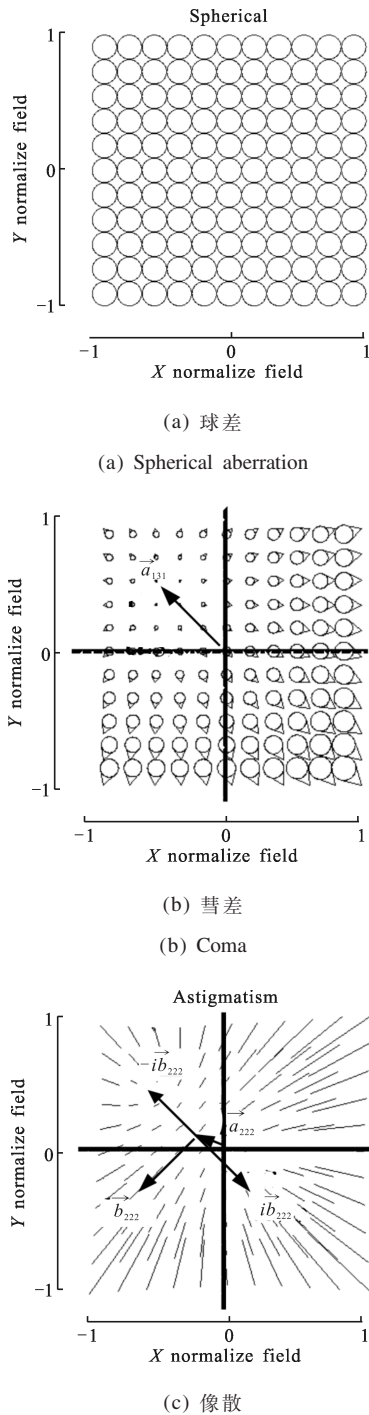 Spherical
1
0
−1
Y normalize field
−1 0 1
X normalize field
(a) 球差
(a) Spherical aberration
1
0
−1
Y normalize field
a₁₃₁
−1 0 1
X normalize field
(b) 彗差
(b) Coma
Astigmatism
1
0
−1
Y normalize field
−ib₂₂₂
a₂₂₂
b₂₂₂
ib₂₂₂
−1 0 1
X normalize field
(c) 像散